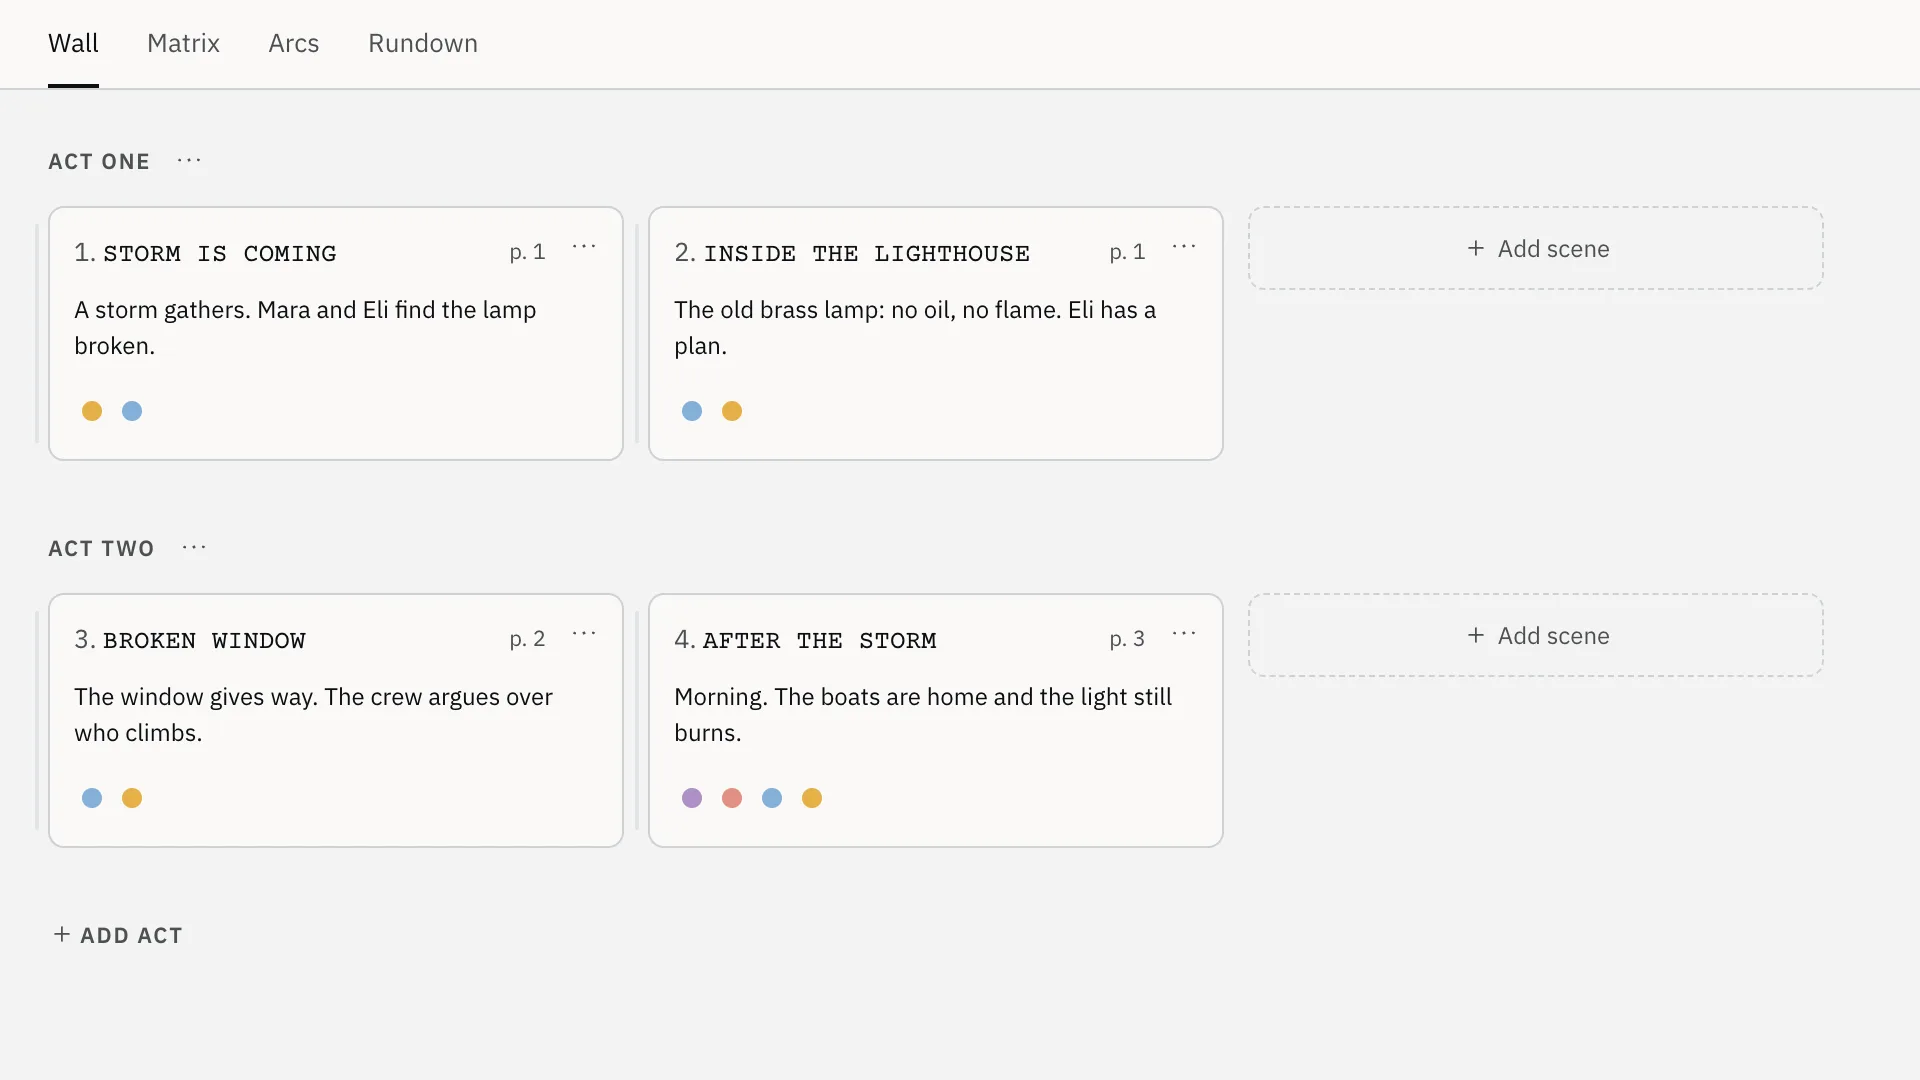 Wall Matrix Arcs Rundown
ACT ONE ···
1. STORM IS COMING p. 1 ···
A storm gathers. Mara and Eli find the lamp
broken.
2. INSIDE THE LIGHTHOUSE p. 1 ···
The old brass lamp: no oil, no flame. Eli has a
plan.
+ Add scene
ACT TWO ···
3. BROKEN WINDOW p. 2 ···
The window gives way. The crew argues over
who climbs.
4. AFTER THE STORM p. 3 ···
Morning. The boats are home and the light still
burns.
+ Add scene
+ ADD ACT